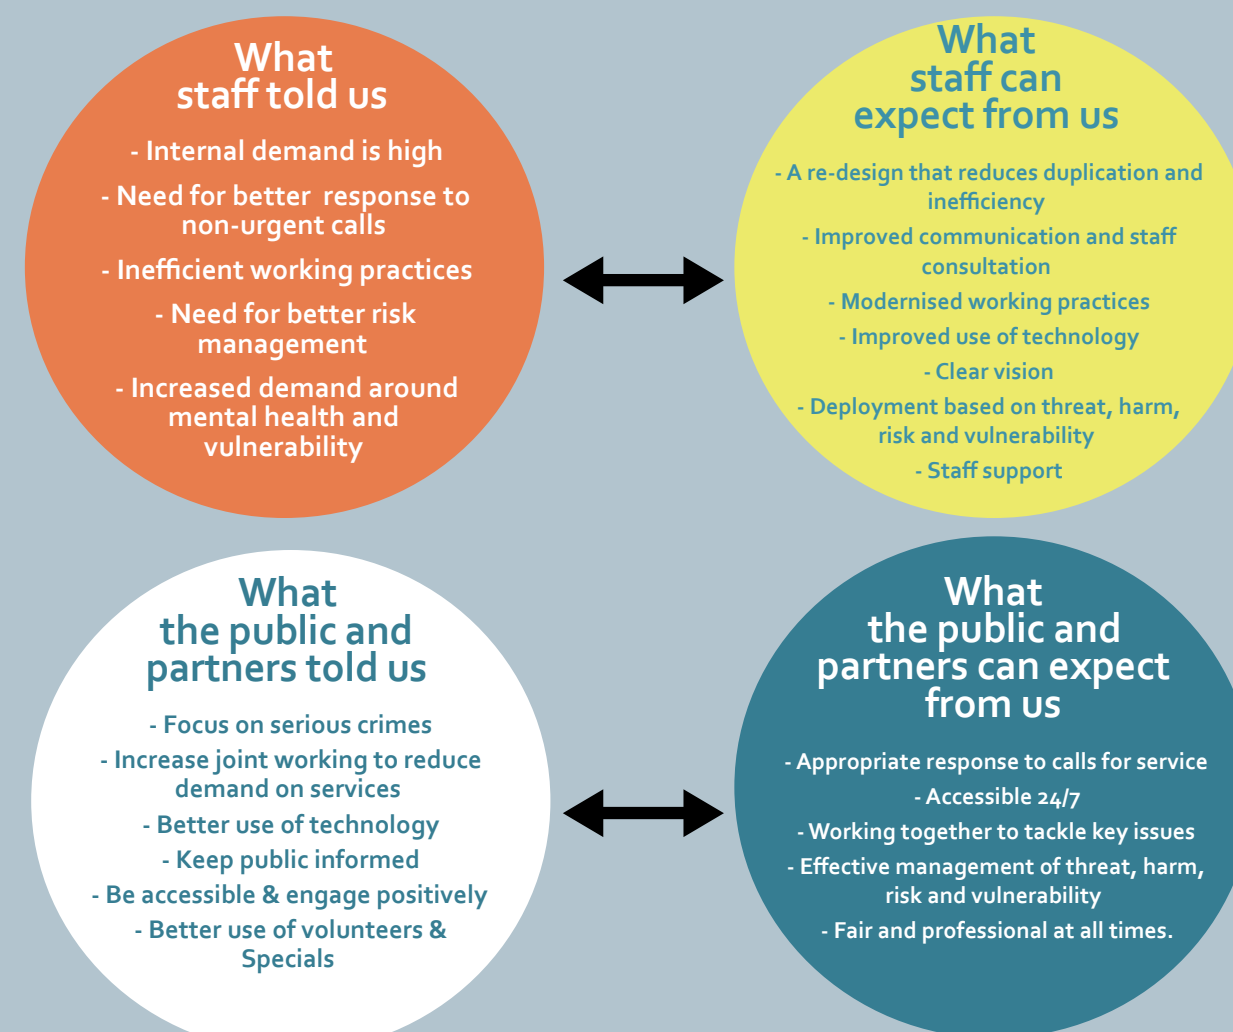 What
staff told us
- Internal demand is high
- Need for better  response to
non-urgent calls
- Inefficient working practices
- Need for better risk
management
- Increased demand around
mental health and
vulnerability
What
staff can
expect from us
- A re-design that reduces duplication and
inefficiency
- Improved communication and staff
consultation
- Modernised working practices
- Improved use of technology
- Clear vision
- Deployment based on threat, harm,
risk and vulnerability
- Staff support
What
the public and
partners told us
- Focus on serious crimes
- Increase joint working to reduce
demand on services
- Better use of technology
- Keep public informed
- Be accessible & engage positively
- Better use of volunteers &
Specials
What
the public and
partners can expect
from us
- Appropriate response to calls for service
- Accessible 24/7
- Working together to tackle key issues
- Effective management of threat, harm,
risk and vulnerability
- Fair and professional at all times.